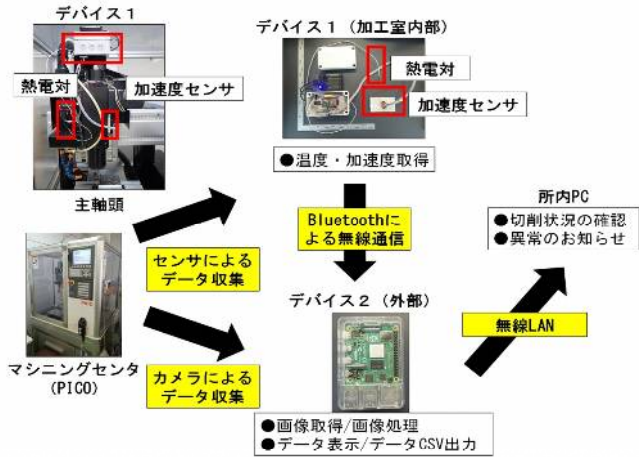 デバイス１
熱電対
加速度センサ
主軸頭
デバイス１（加工室内部）
熱電対
加速度センサ
●温度・加速度取得
Bluetoothに
よる無線通信
所内PC
●切削状況の確認
●異常のお知らせ
センサによる
データ収集
デバイス２（外部）
無線LAN
マシニングセンタ
(PICO)
カメラによる
データ収集
●画像取得/画像処理
●データ表示/データCSV出力